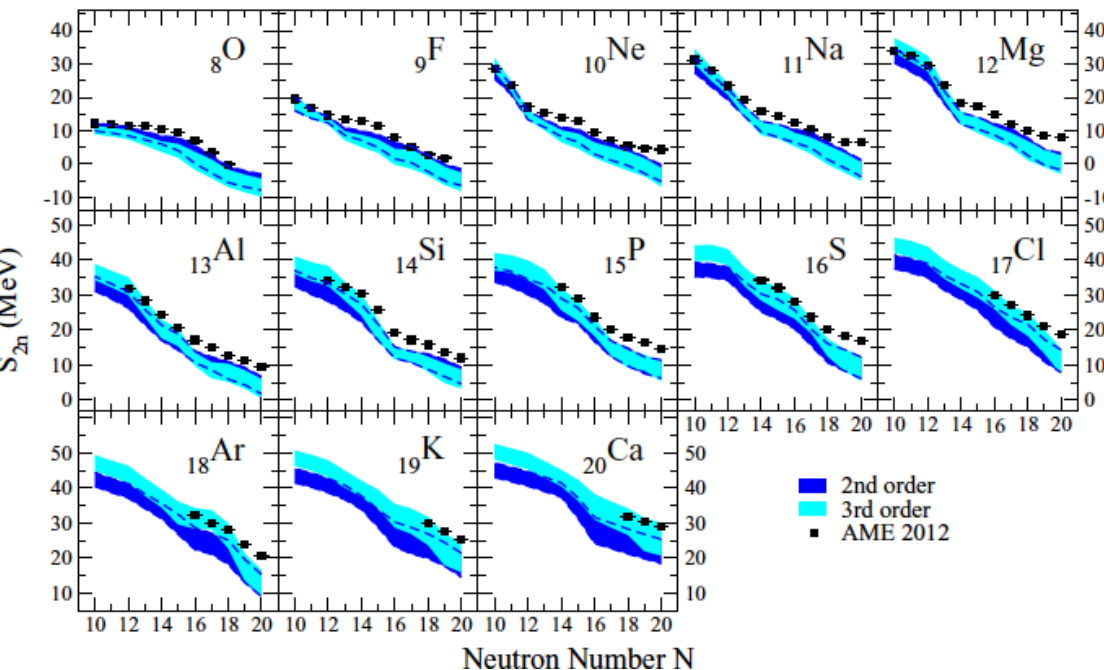 40
30
20
10
0
-10
8O
9F
10Ne
11Na
12Mg
40
30
20
10
0
-10
50
40
30
20
10
0
13Al
14Si
15P
16S
17Cl
50
40
30
20
10
0
S2n (MeV)
50
40
30
20
10
18Ar
19K
20Ca
50
40
30
20
10
10 12 14 16 18 20
10 12 14 16 18 20
10 12 14 16 18 20
10 12 14 16 18 20
10 12 14 16 18 20
2nd order
3rd order
AME 2012
Neutron Number N